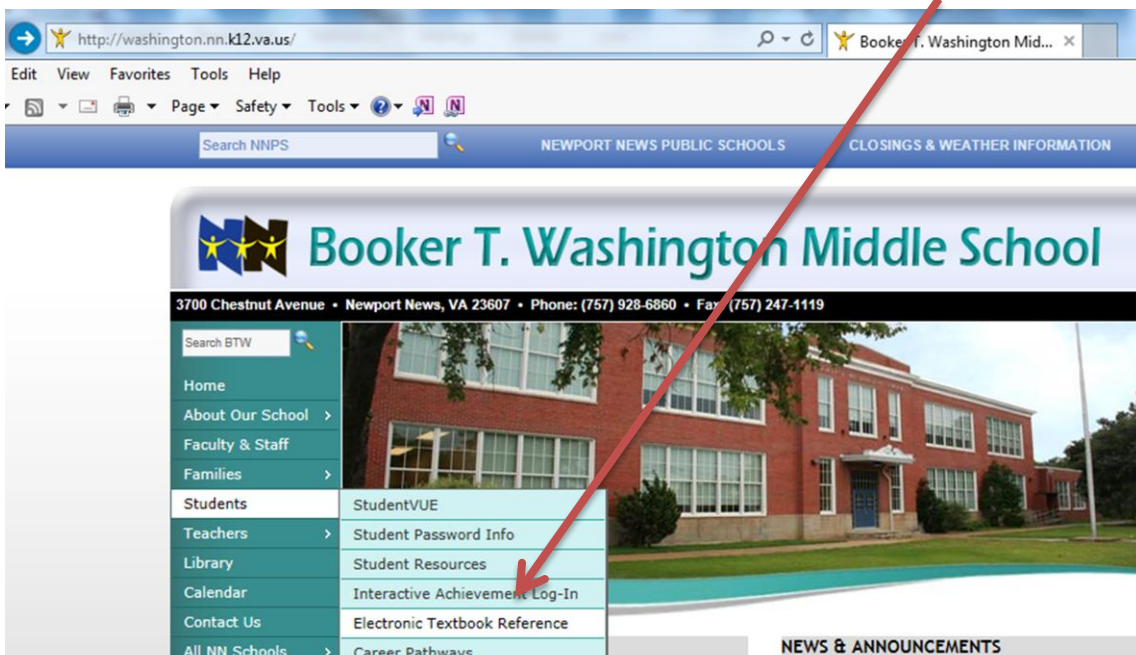 http://washington.nn.k12.va.us/
Booker T. Washington Mid...
Edit View Favorites Tools Help
Page Safety Tools
Search NNPS
NEWPORT NEWS PUBLIC SCHOOLS
CLOSINGS & WEATHER INFORMATION
NN
Booker T. Washington Middle School
3700 Chestnut Avenue • Newport News, VA 23607 • Phone: (757) 928-6860 • Fax: (757) 247-1119
Search BTW
Home
About Our School >
Faculty & Staff
Families >
Students
Teachers >
Library
Calendar
Contact Us
All NN Schools >
StudentVUE
Student Password Info
Student Resources
Interactive Achievement Log-In
Electronic Textbook Reference
Career Pathways
NEWS & ANNOUNCEMENTS